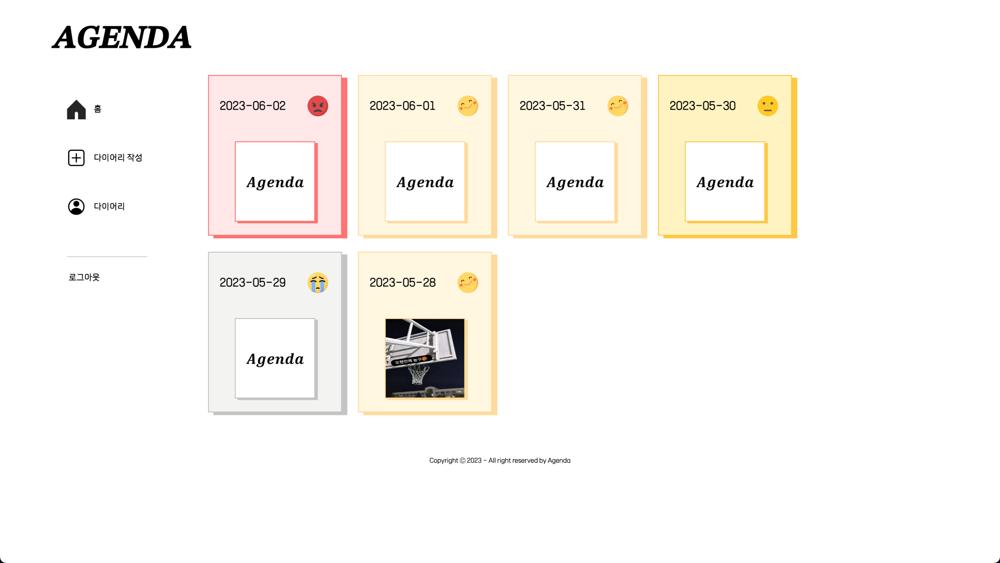 AGENDA
홈
다이어리 작성
다이어리
로그아웃
2023-06-02
Agenda
2023-06-01
Agenda
2023-05-31
Agenda
2023-05-30
Agenda
2023-05-29
Agenda
2023-05-28
오랜만에 농구🏀
Copyright © 2023 - All right reserved by Agenda